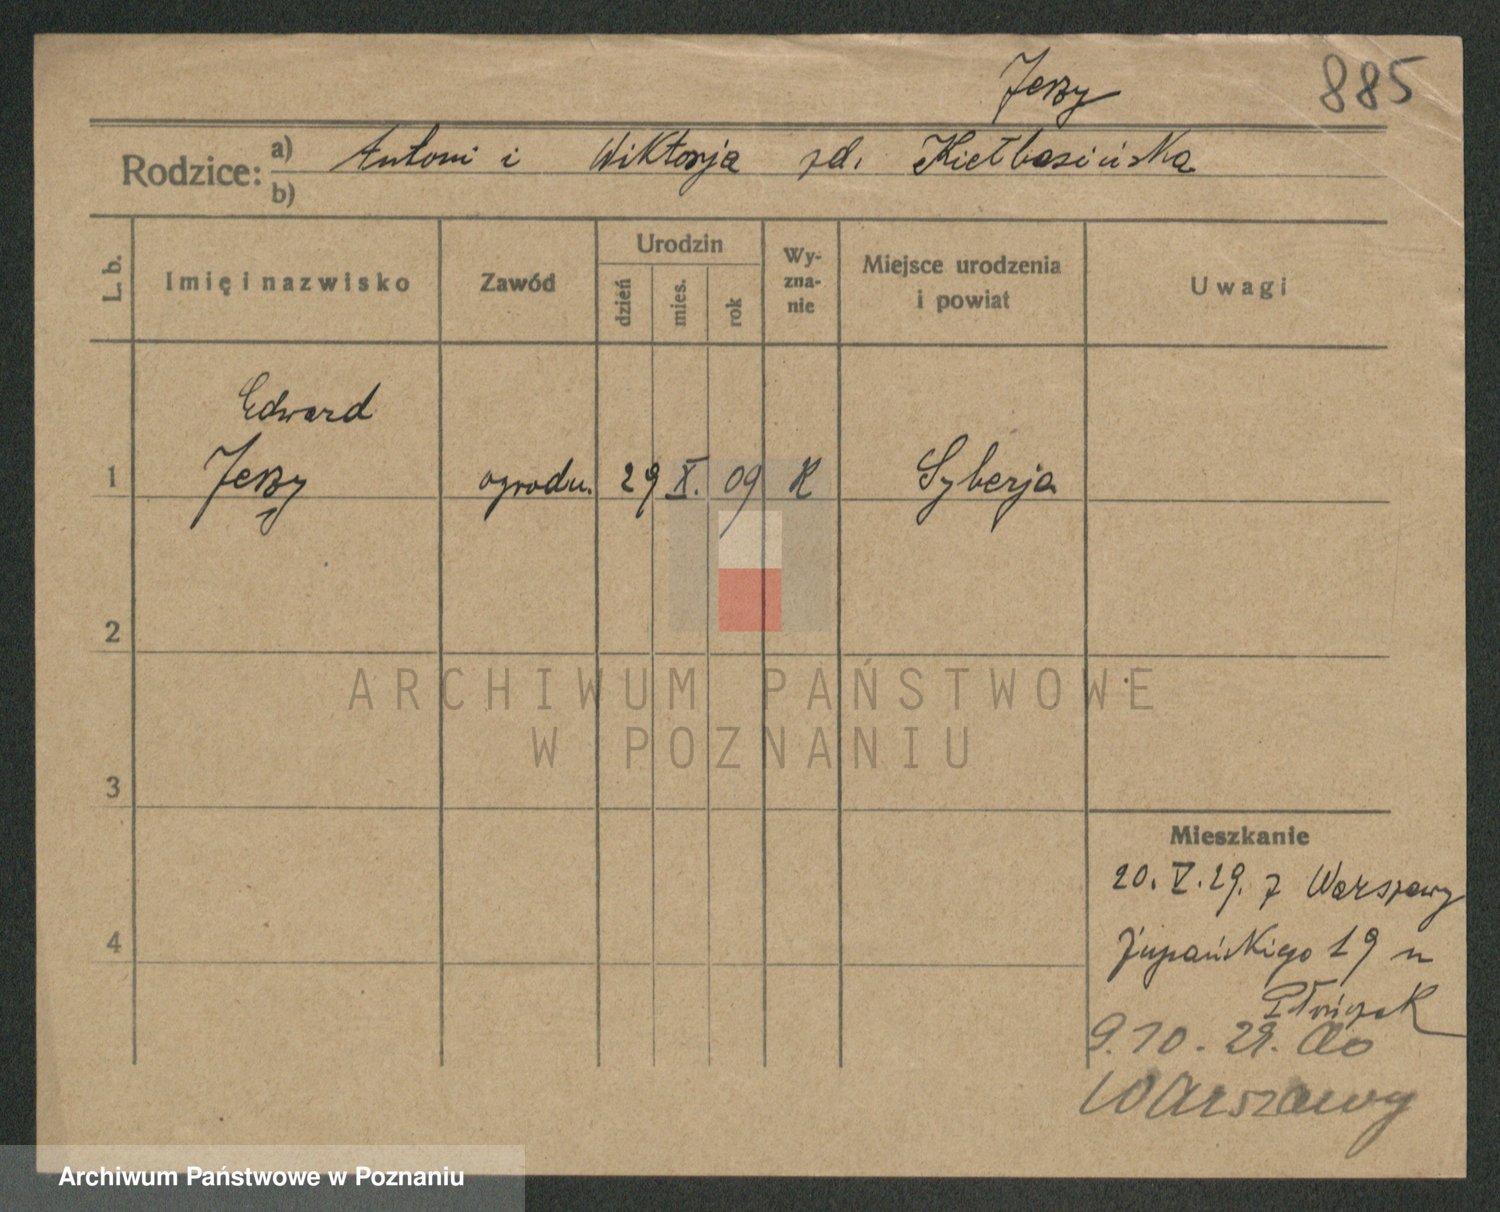 Jerzy 885
Rodzice: a) Antoni i Wiktorja zd. Kiełbasińska
b)
L. b. Imię i nazwisko Zawód Urodzin dzień mies. rok Wy-zna-nie Miejsce urodzenia i powiat Uwagi
Edward
1 Jerzy ogrodn. 29 X. 09 K Syberja
2
ARCHIWUM PAŃSTWOWE
W POZNANIU
3
Mieszkanie
20. V. 29. z Warszawy
4 Żupańskiego 19 u
9.10.29. do
Warszawy
Archiwum Państwowe w Poznaniu